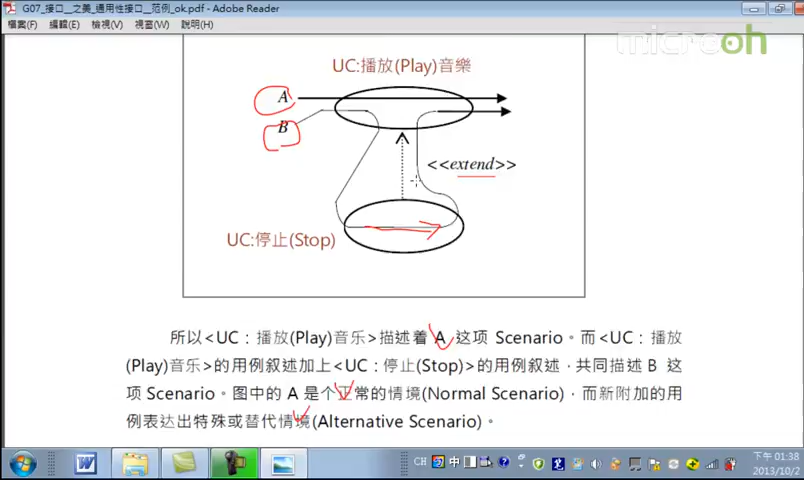 G07_接口__之美_通用性接口__范例_ok.pdf - Adobe Reader
檔案(F) 編輯(E) 檢視(V) 視窗(W) 說明(H)
microoh
UC:播放(Play)音樂
A
B
<<extend>>
UC:停止(Stop)
所以<UC：播放(Play)音乐>描述着 A 这项 Scenario。而<UC：播放
(Play)音乐>的用例叙述加上<UC：停止(Stop)>的用例叙述，共同描述 B 这
项 Scenario。图中的 A 是个正常的情境(Normal Scenario)，而新附加的用
例表达出特殊或替代情境(Alternative Scenario)。
CH 中 下午 01:38
2013/10/2